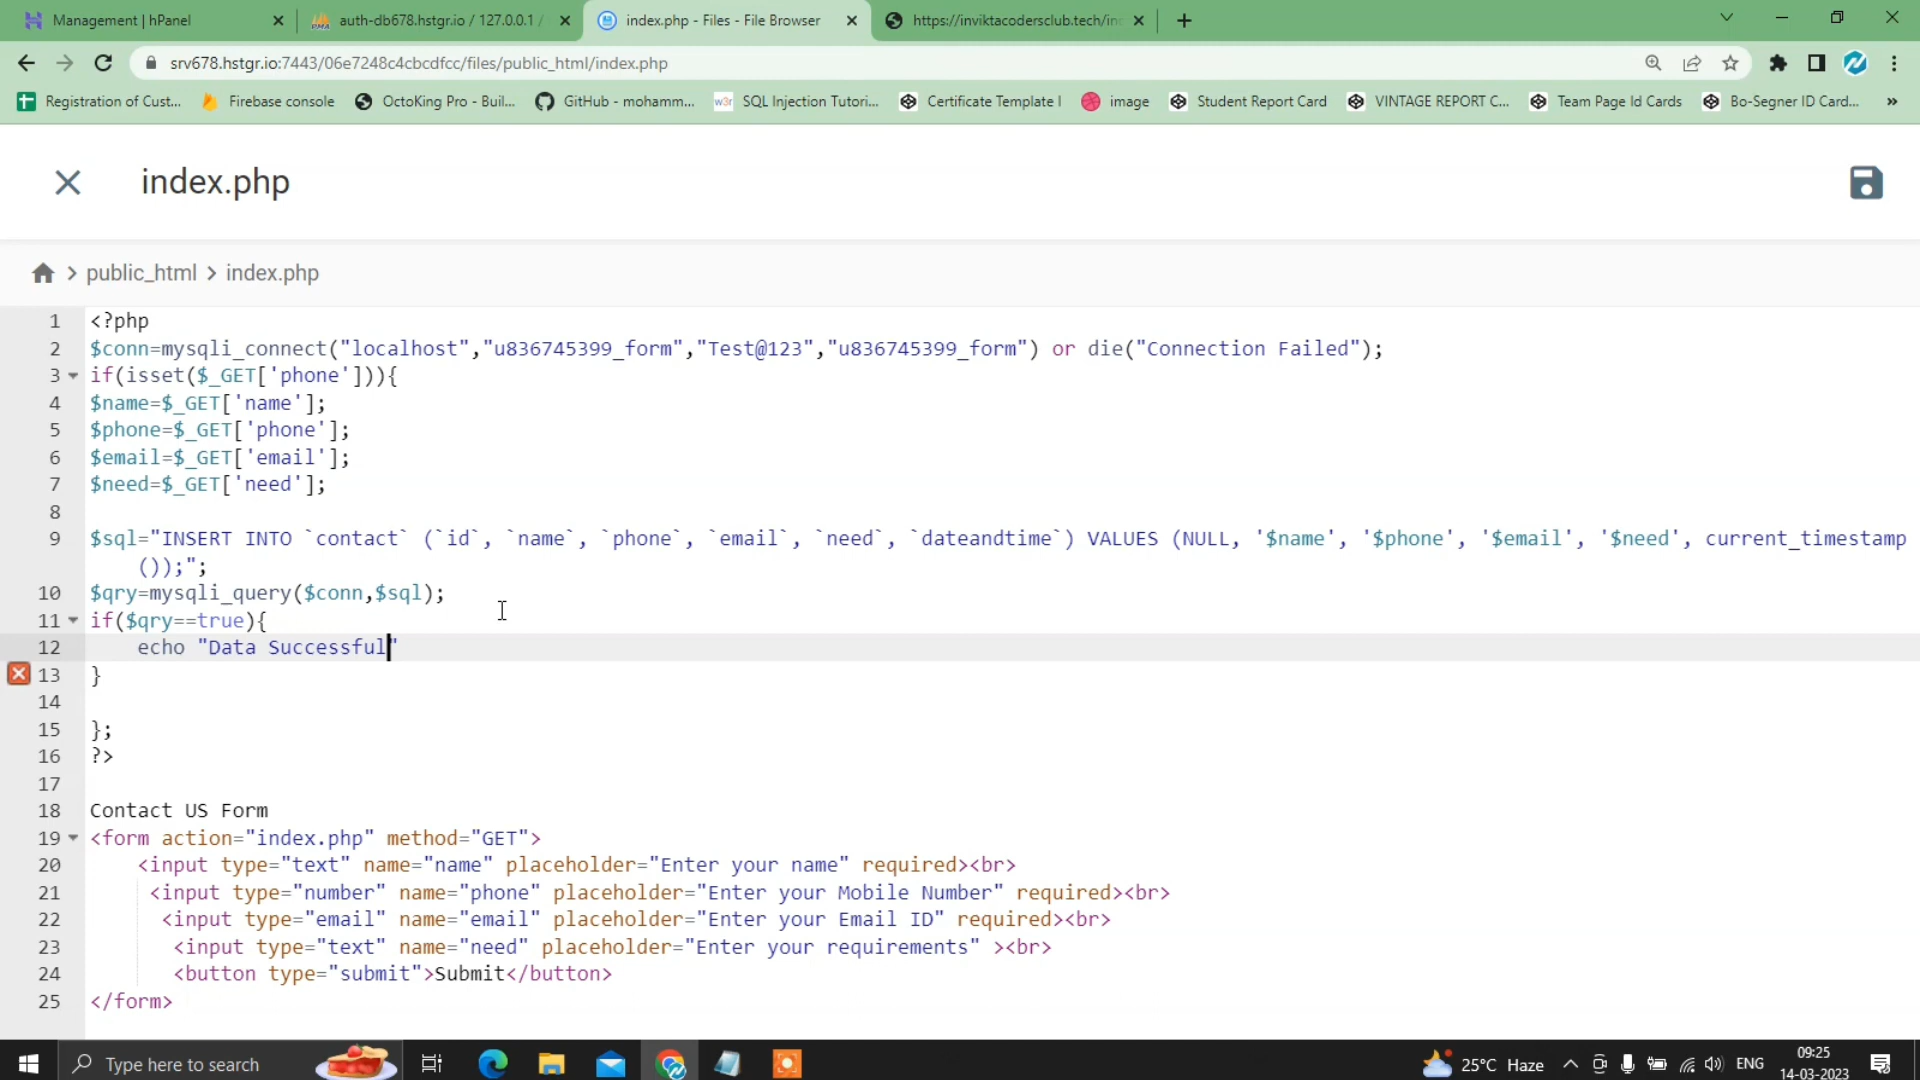 Management | hPanel
auth-db678.hstgr.io / 127.0.0.1 /
index.php - Files - File Browser
https://inviktacodersclub.tech/in
srv678.hstgr.io:7443/06e7248c4cbcdfcc/files/public_html/index.php
Registration of Cust...
Firebase console
OctoKing Pro - Buil...
GitHub - mohamm...
w3r
SQL Injection Tutori...
Certificate Template I
image
Student Report Card
VINTAGE REPORT C...
Team Page Id Cards
Bo-Segner ID Card...
»
index.php
public_html > index.php
1 <?php
2 $conn=mysqli_connect("localhost","u836745399_form","Test@123","u836745399_form") or die("Connection Failed");
3 if(isset($_GET['phone'])){
4 $name=$_GET['name'];
5 $phone=$_GET['phone'];
6 $email=$_GET['email'];
7 $need=$_GET['need'];
8
9 $sql="INSERT INTO `contact` (`id`, `name`, `phone`, `email`, `need`, `dateandtime`) VALUES (NULL, '$name', '$phone', '$email', '$need', current_timestamp
());";
10 $qry=mysqli_query($conn,$sql);
11 if($qry==true){
12 echo "Data Successful"
13 }
14
15 };
16 ?>
17
18 Contact US Form
19 <form action="index.php" method="GET">
20 <input type="text" name="name" placeholder="Enter your name" required><br>
21 <input type="number" name="phone" placeholder="Enter your Mobile Number" required><br>
22 <input type="email" name="email" placeholder="Enter your Email ID" required><br>
23 <input type="text" name="need" placeholder="Enter your requirements" ><br>
24 <button type="submit">Submit</button>
25 </form>
Type here to search
25°C Haze
ENG
09:25
14-03-2023